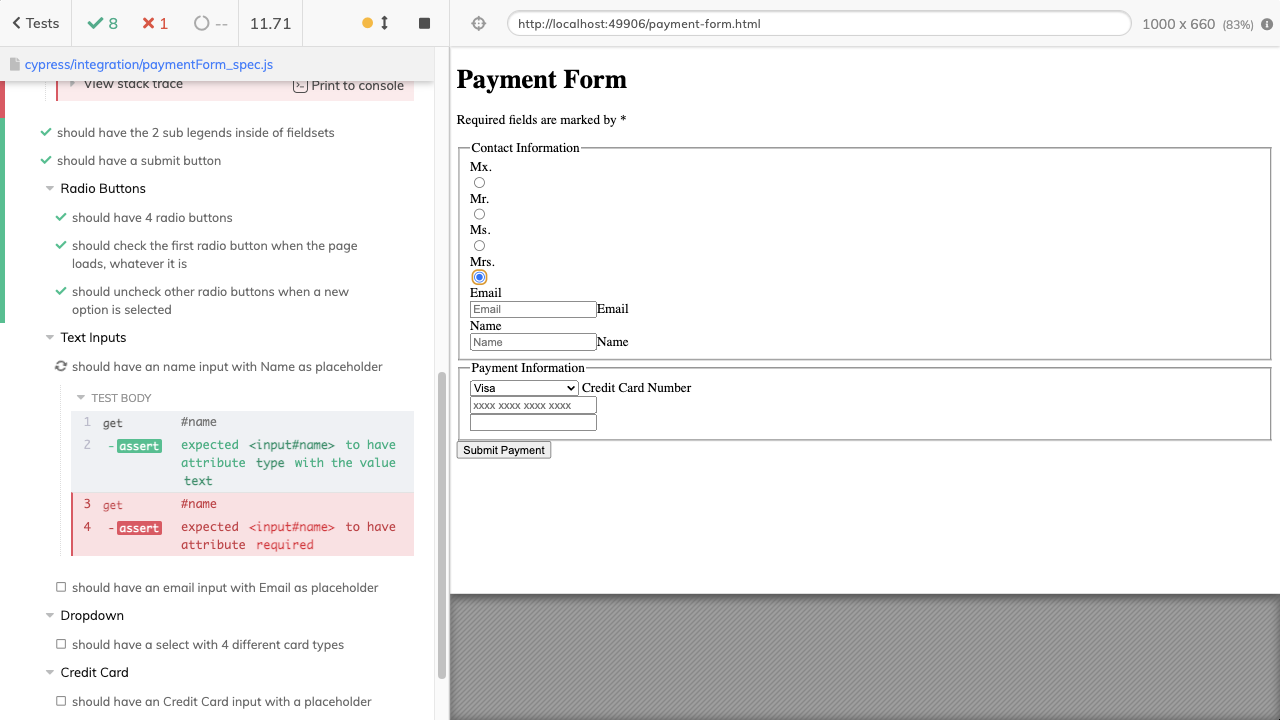 Tests
8
1
--
11.71
http://localhost:49906/payment-form.html
1000 x 660 (83%)
cypress/integration/paymentForm_spec.js
View stack trace
Print to console
should have the 2 sub legends inside of fieldsets
should have a submit button
Radio Buttons
should have 4 radio buttons
should check the first radio button when the page
loads, whatever it is
should uncheck other radio buttons when a new
option is selected
Text Inputs
should have an name input with Name as placeholder
TEST BODY
1 get #name
2 - assert expected <input#name> to have
attribute type with the value
text
3 get #name
4 - assert expected <input#name> to have
attribute required
should have an email input with Email as placeholder
Dropdown
should have a select with 4 different card types
Credit Card
should have an Credit Card input with a placeholder
Payment Form
Required fields are marked by *
Contact Information
Mx.
Mr.
Ms.
Mrs.
Email
Email Email
Name
Name Name
Payment Information
Visa Credit Card Number
xxxx xxxx xxxx xxxx
Submit Payment